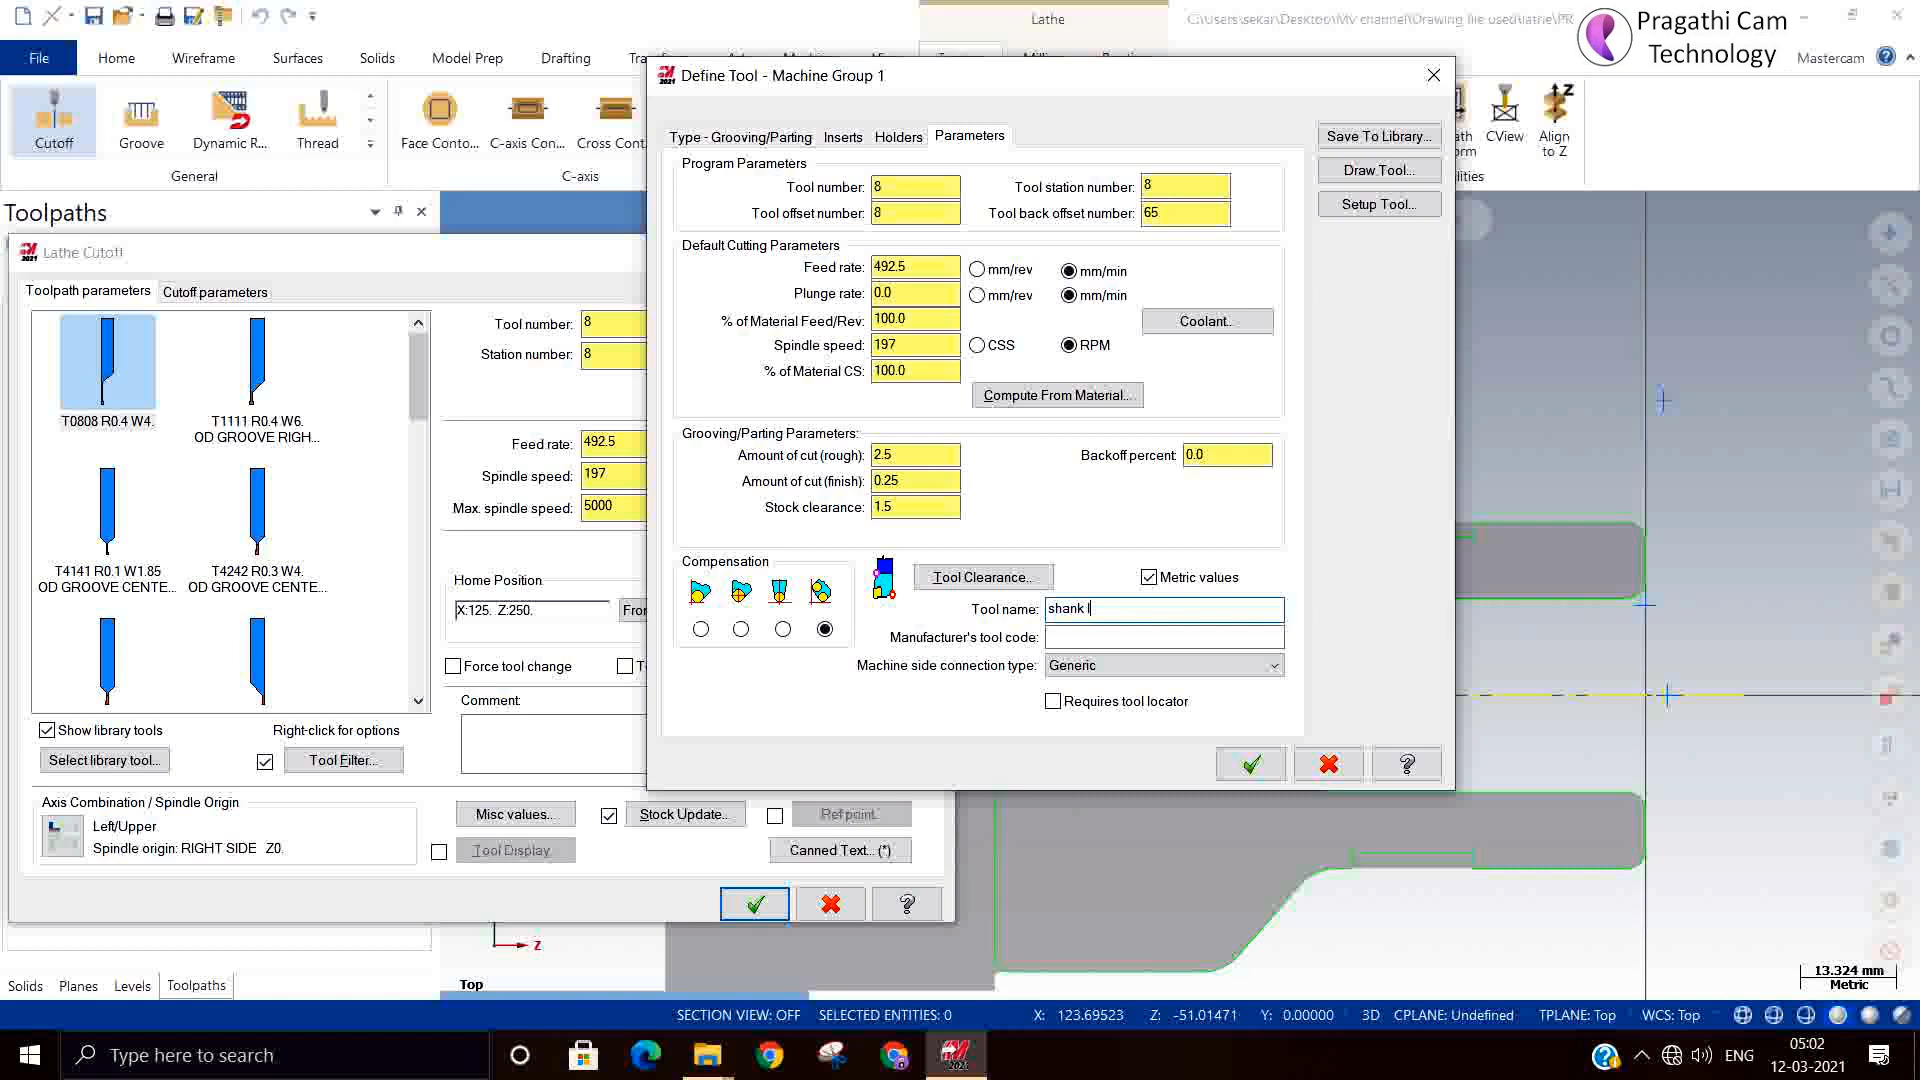 Lathe
Pragathi Cam
Technology
File
Home
Wireframe
Surfaces
Solids
Model Prep
Drafting
Mastercam
Define Tool - Machine Group 1
Cutoff
Groove
Dynamic R...
Thread
Face Conto...
C-axis Con...
Cross Cont
CView
Align
to Z
General
C-axis
Toolpaths
Type - Grooving/Parting
Inserts
Holders
Parameters
Save To Library...
Draw Tool...
Setup Tool...
Program Parameters
Tool number: 8
Tool station number: 8
Tool offset number: 8
Tool back offset number: 65
Default Cutting Parameters
Feed rate: 492.5 mm/rev mm/min
Plunge rate: 0.0 mm/rev mm/min
% of Material Feed/Rev: 100.0
Coolant...
Spindle speed: 197 CSS RPM
% of Material CS: 100.0
Compute From Material...
Grooving/Parting Parameters:
Amount of cut (rough): 2.5
Backoff percent: 0.0
Amount of cut (finish): 0.25
Stock clearance: 1.5
Compensation
Tool Clearance...
Metric values
Tool name: shank l
Manufacturer's tool code:
Machine side connection type: Generic
Requires tool locator
Lathe Cutoff
Toolpath parameters
Cutoff parameters
T0808 R0.4 W4.
T1111 R0.4 W6.
OD GROOVE RIGH...
T4141 R0.1 W1.85
OD GROOVE CENTE...
T4242 R0.3 W4.
OD GROOVE CENTE...
Tool number: 8
Station number: 8
Feed rate: 492.5
Spindle speed: 197
Max. spindle speed: 5000
Home Position
X:125. Z:250.
Force tool change
Comment:
Show library tools
Right-click for options
Select library tool...
Tool Filter...
Axis Combination / Spindle Origin
Left/Upper
Spindle origin: RIGHT SIDE Z0.
Misc values...
Stock Update...
Ref point...
Tool Display...
Canned Text... (*)
Z
Top
13.324 mm
Metric
Solids
Planes
Levels
Toolpaths
SECTION VIEW: OFF
SELECTED ENTITIES: 0
X: 123.69523
Z: -51.01471
Y: 0.00000
3D
CPLANE: Undefined
TPLANE: Top
WCS: Top
Type here to search
ENG
05:02
12-03-2021